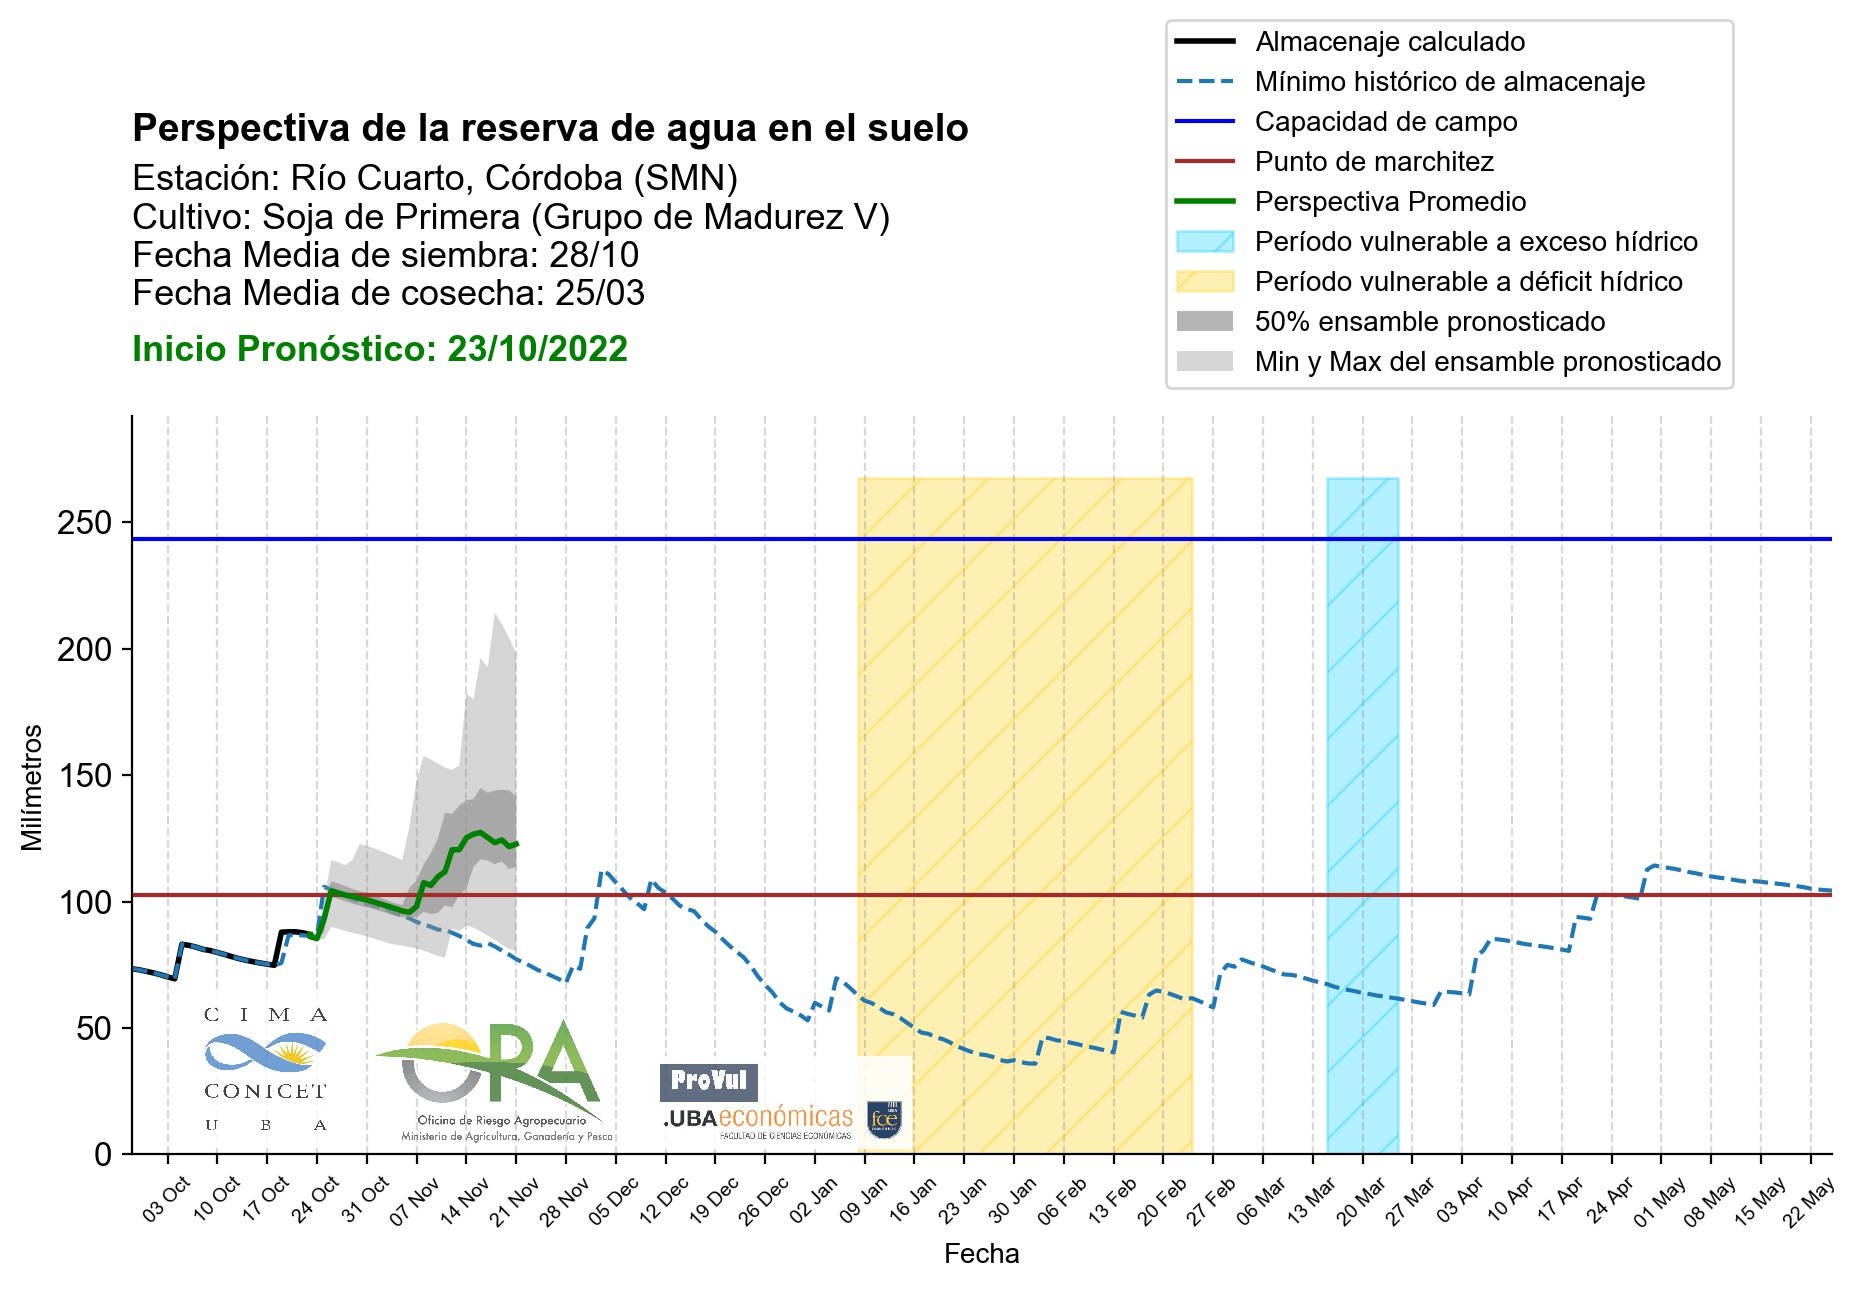 Almacenaje calculado
Mínimo histórico de almacenaje
Capacidad de campo
Punto de marchitez
Perspectiva Promedio
Período vulnerable a exceso hídrico
Período vulnerable a déficit hídrico
50% ensamble pronosticado
Min y Max del ensamble pronosticado
Perspectiva de la reserva de agua en el suelo
Estación: Río Cuarto, Córdoba (SMN)
Cultivo: Soja de Primera (Grupo de Madurez V)
Fecha Media de siembra: 28/10
Fecha Media de cosecha: 25/03
Inicio Pronóstico: 23/10/2022
Milímetros
250
200
150
100
50
0
CIMA
CONICET
UBA
ORA
Oficina de Riesgo Agropecuario
Ministerio de Agricultura, Ganadería y Pesca
ProVul
.UBAeconómicas
FACULTAD DE CIENCIAS ECONÓMICAS
fce
03 Oct
10 Oct
17 Oct
24 Oct
31 Oct
07 Nov
14 Nov
21 Nov
28 Nov
05 Dec
12 Dec
19 Dec
26 Dec
02 Jan
09 Jan
16 Jan
23 Jan
30 Jan
06 Feb
13 Feb
20 Feb
27 Feb
06 Mar
13 Mar
20 Mar
27 Mar
03 Apr
10 Apr
17 Apr
24 Apr
01 May
08 May
15 May
22 May
Fecha